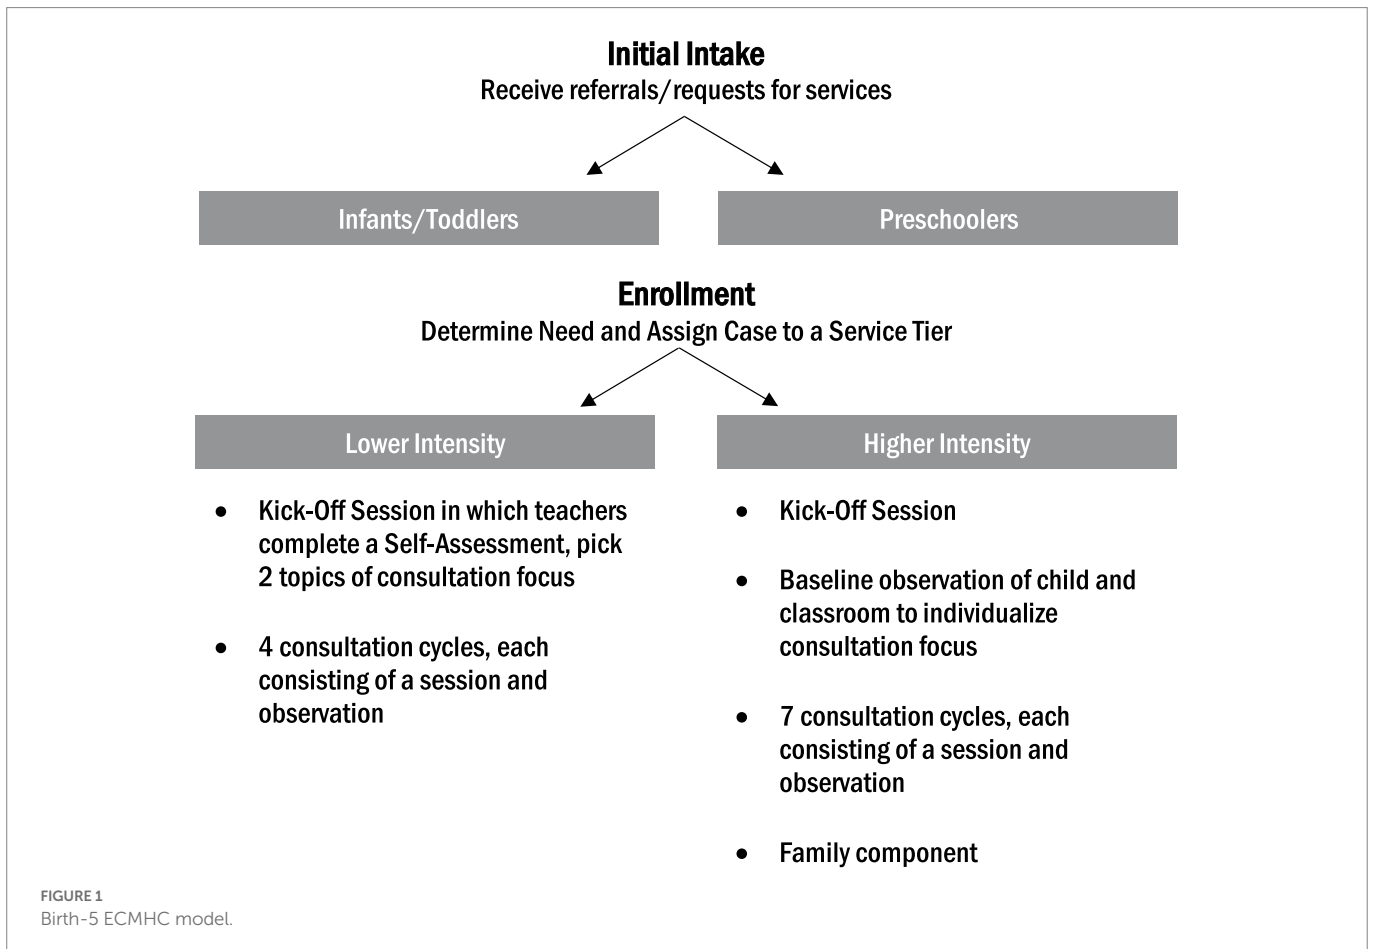 Initial Intake
Receive referrals/requests for services
Infants/Toddlers
Preschoolers
Enrollment
Determine Need and Assign Case to a Service Tier
Lower Intensity
Higher Intensity
• Kick-Off Session in which teachers
complete a Self-Assessment, pick
2 topics of consultation focus
• 4 consultation cycles, each
consisting of a session and
observation
• Kick-Off Session
• Baseline observation of child and
classroom to individualize
consultation focus
• 7 consultation cycles, each
consisting of a session and
observation
• Family component
FIGURE 1
Birth-5 ECMHC model.